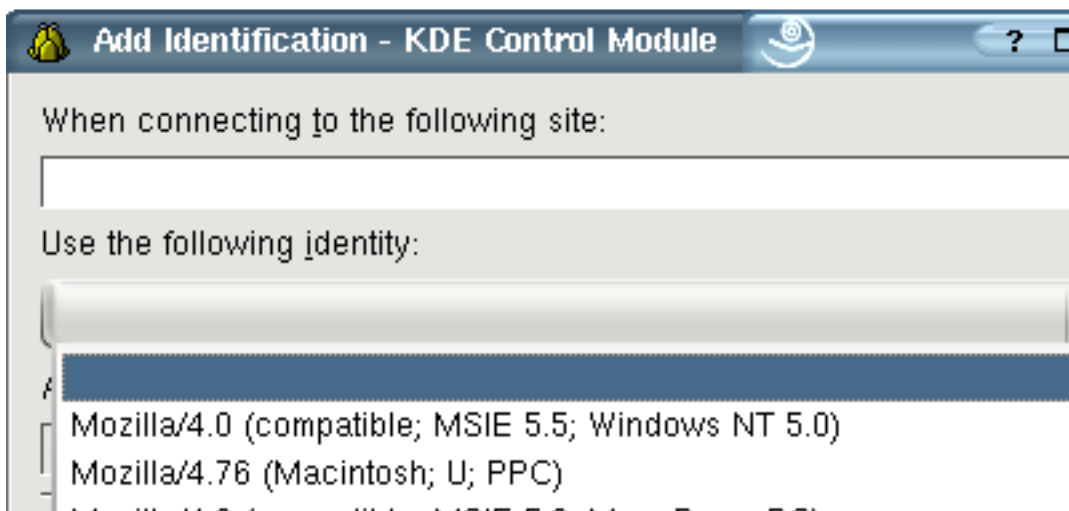 Add Identification - KDE Control Module ?
When connecting to the following site:
Use the following identity:
Mozilla/4.0 (compatible; MSIE 5.5; Windows NT 5.0)
Mozilla/4.76 (Macintosh; U; PPC)